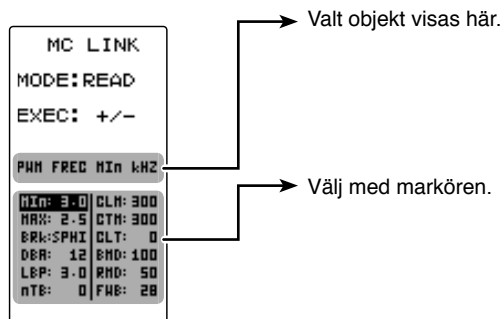 MC LINK
Valt objekt visas här.
MODE:READ
EXEC: +/-
PWM FREC MIn kHZ
Välj med markören.
MIn: 3.0 CLM: 300
MAX: 2.5 CTM: 300
BRk:SPHI CLT: 0
DBA: 12 BMD: 100
LBP: 3.0 RMD: 50
nTB: 0 FWB: 28